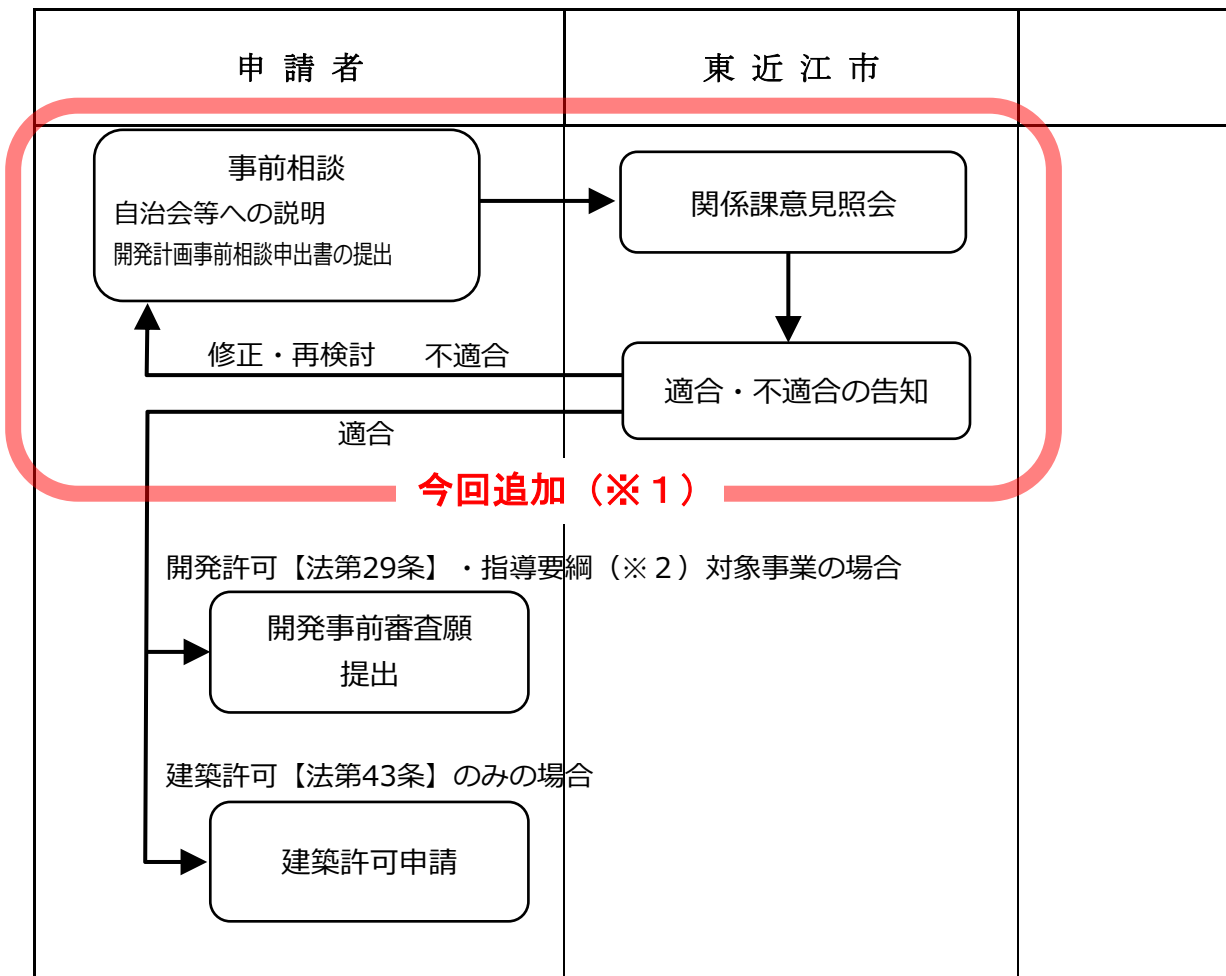 申請者
東近江市
事前相談
自治会等への説明
開発計画事前相談申出書の提出
関係課意見照会
修正・再検討 不適合
適合・不適合の告知
適合
今回追加（※１）
開発許可【法第29条】・指導要綱（※２）対象事業の場合
開発事前審査願
提出
建築許可【法第43条】のみの場合
建築許可申請